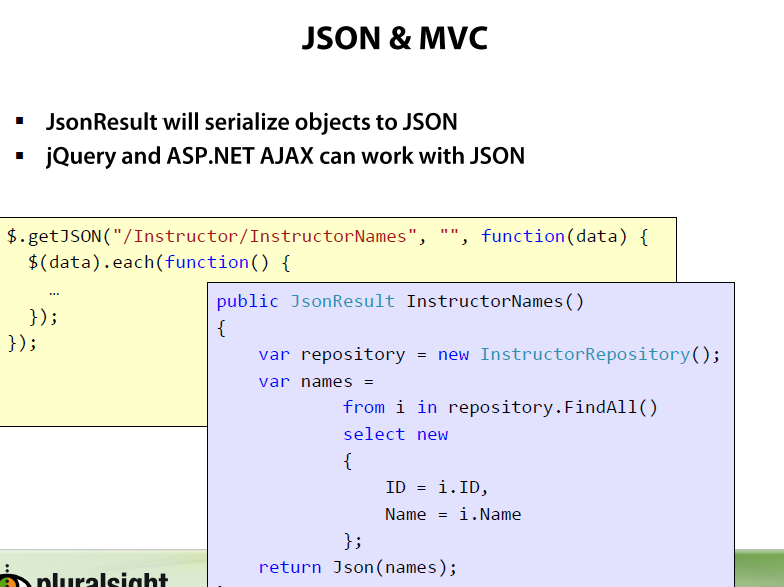 JSON & MVC
▪ JsonResult will serialize objects to JSON
▪ jQuery and ASP.NET AJAX can work with JSON
$.getJSON("/Instructor/InstructorNames", "", function(data) {
  $(data).each(function() {
    …
  });
});
public JsonResult InstructorNames()
{
    var repository = new InstructorRepository();
    var names =
            from i in repository.FindAll()
            select new
            {
                ID = i.ID,
                Name = i.Name
            };
    return Json(names);
pluralsight